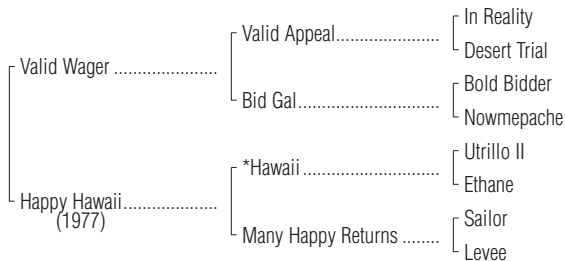 In Reality
Valid Appeal....................
Desert Trial
Valid Wager ....................
Bold Bidder
Bid Gal...........................
Nowmepache
Utrillo II
*Hawaii..........................
Ethane
Happy Hawaii..................
(1977)
Sailor
Many Happy Returns ........
Levee